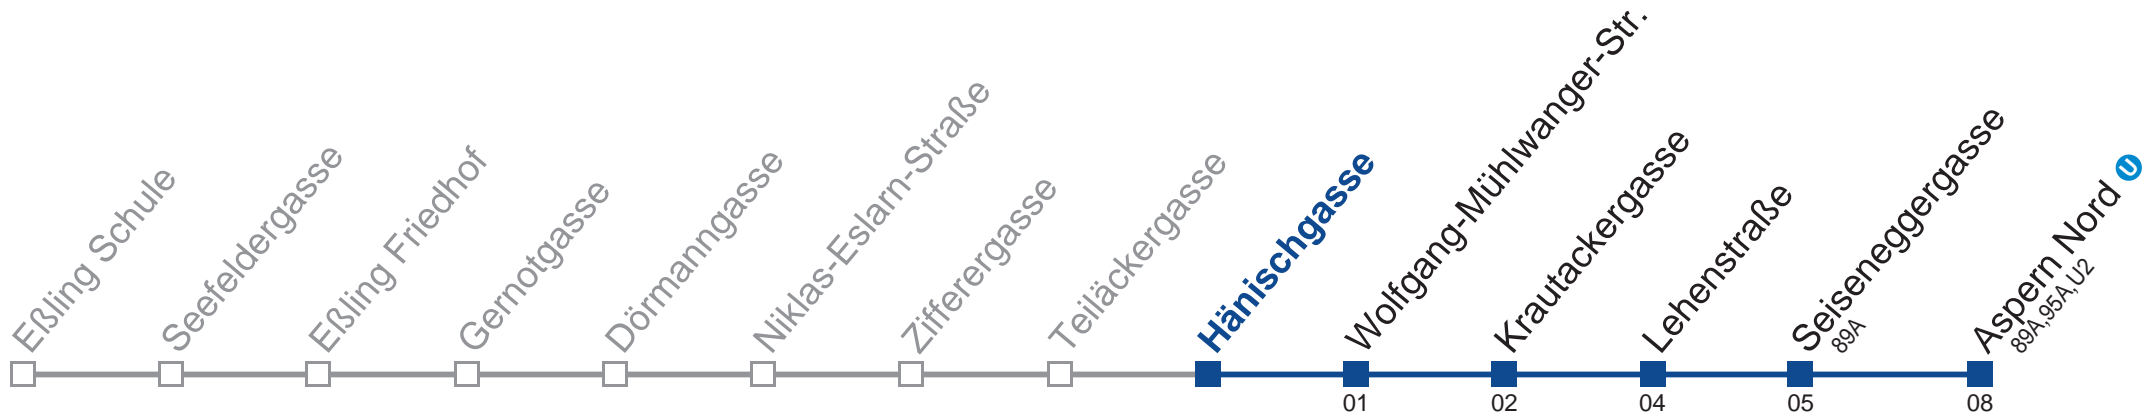 Eßling Schule
Seefeldergasse
Eßling Friedhof
Gernotgasse
Dörmanngasse
Niklas-Eslarn-Straße
Zifferergasse
Teiläckergasse
Hänischgasse
Wolfgang-Mühlwanger-Str.
01
Krautackergasse
02
Lehenstraße
04
Seiseneggergasse
89A
05
Aspern Nord U
89A,95A,U2
08